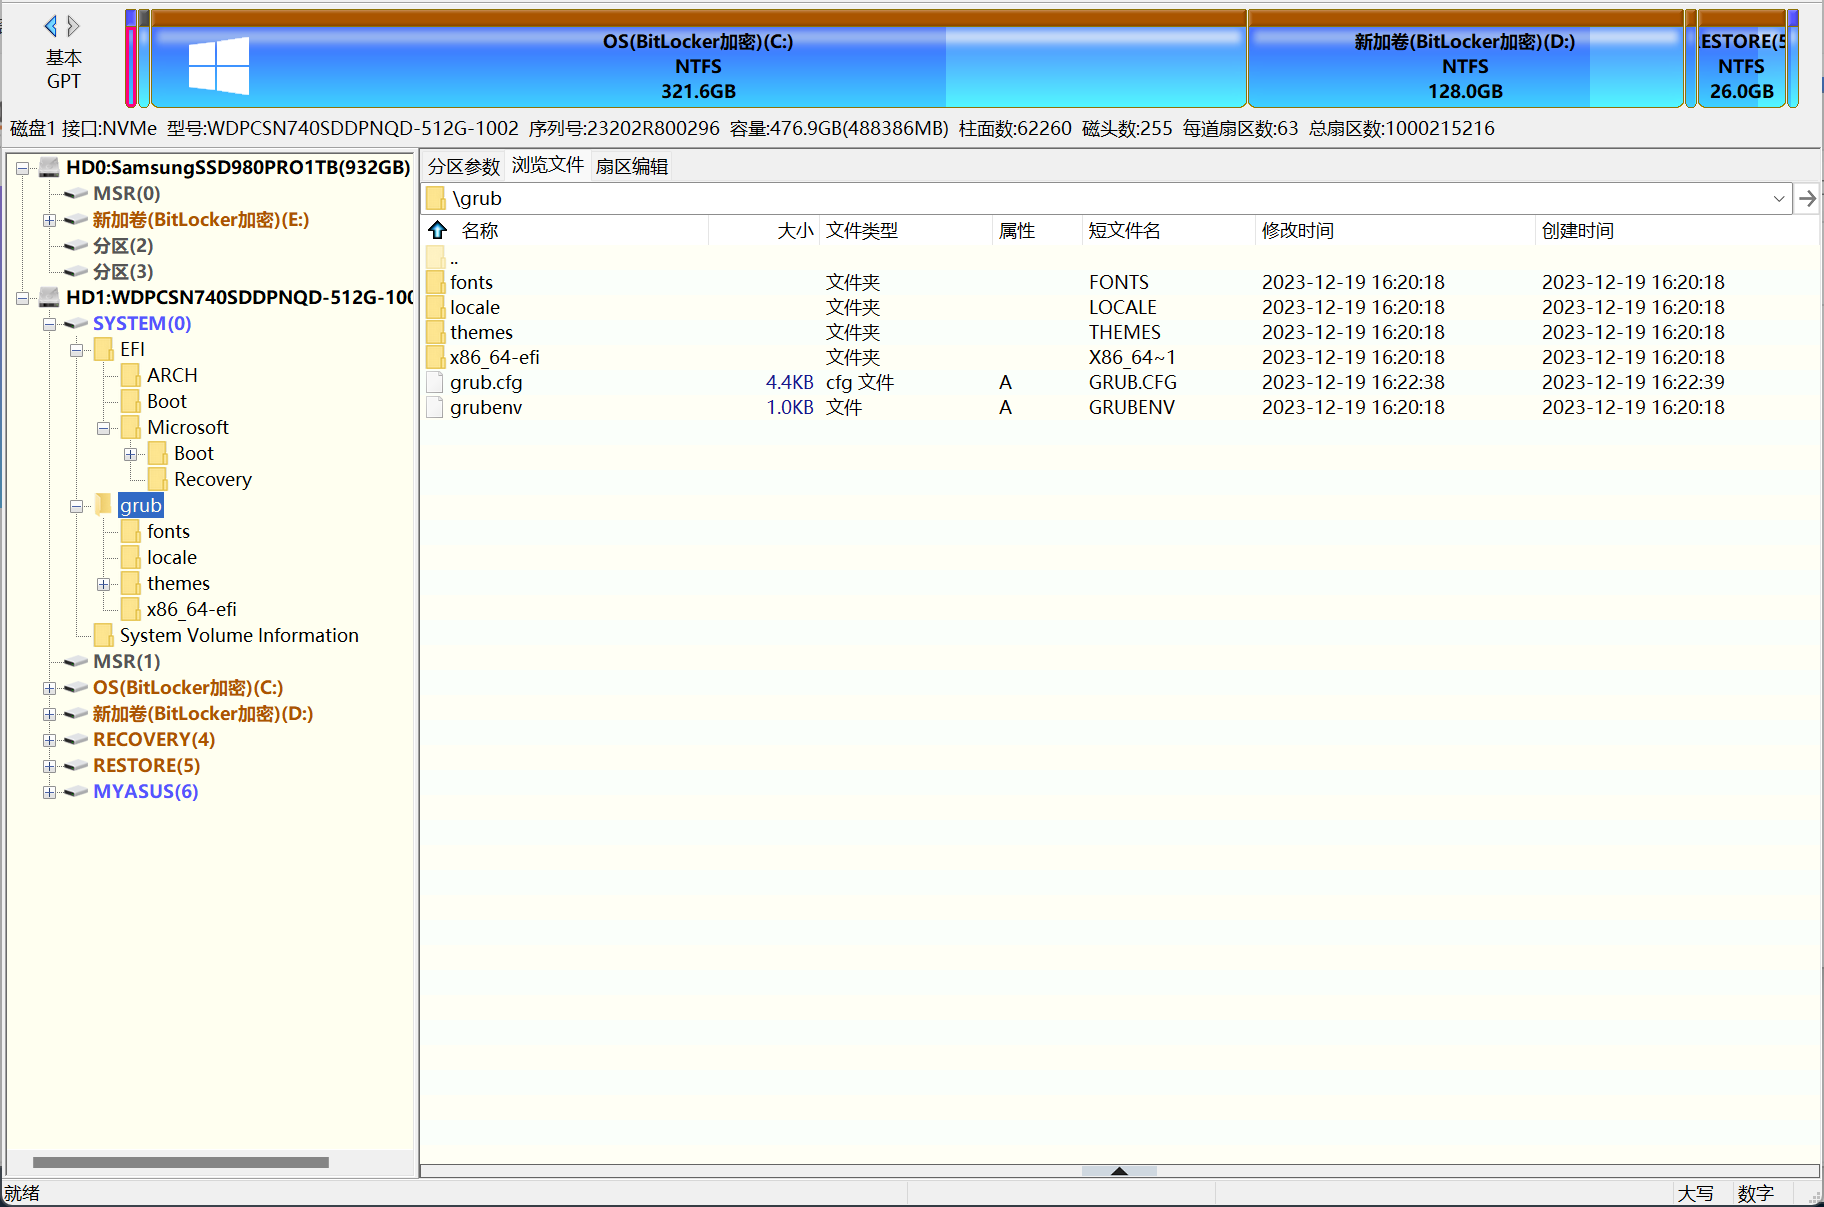 基本
GPT
OS(BitLocker加密)(C:)
NTFS
321.6GB
新加卷(BitLocker加密)(D:)
NTFS
128.0GB
ESTORE(5
NTFS
26.0GB
磁盘1 接口:NVMe 型号:WDPCSN740SDDPNQD-512G-1002 序列号:23202R800296 容量:476.9GB(488386MB) 柱面数:62260 磁头数:255 每道扇区数:63 总扇区数:1000215216
HD0:SamsungSSD980PRO1TB(932GB)
MSR(0)
新加卷(BitLocker加密)(E:)
分区(2)
分区(3)
HD1:WDPCSN740SDDPNQD-512G-100
SYSTEM(0)
EFI
ARCH
Boot
Microsoft
Boot
Recovery
grub
fonts
locale
themes
x86_64-efi
System Volume Information
MSR(1)
OS(BitLocker加密)(C:)
新加卷(BitLocker加密)(D:)
RECOVERY(4)
RESTORE(5)
MYASUS(6)
分区参数 浏览文件 扇区编辑
\grub
名称 大小 文件类型 属性 短文件名 修改时间 创建时间
..
fonts 文件夹 FONTS 2023-12-19 16:20:18 2023-12-19 16:20:18
locale 文件夹 LOCALE 2023-12-19 16:20:18 2023-12-19 16:20:18
themes 文件夹 THEMES 2023-12-19 16:20:18 2023-12-19 16:20:18
x86_64-efi 文件夹 X86_64~1 2023-12-19 16:20:18 2023-12-19 16:20:18
grub.cfg 4.4KB cfg 文件 A GRUB.CFG 2023-12-19 16:22:38 2023-12-19 16:22:39
grubenv 1.0KB 文件 A GRUBENV 2023-12-19 16:20:18 2023-12-19 16:20:18
就绪 大写 数字